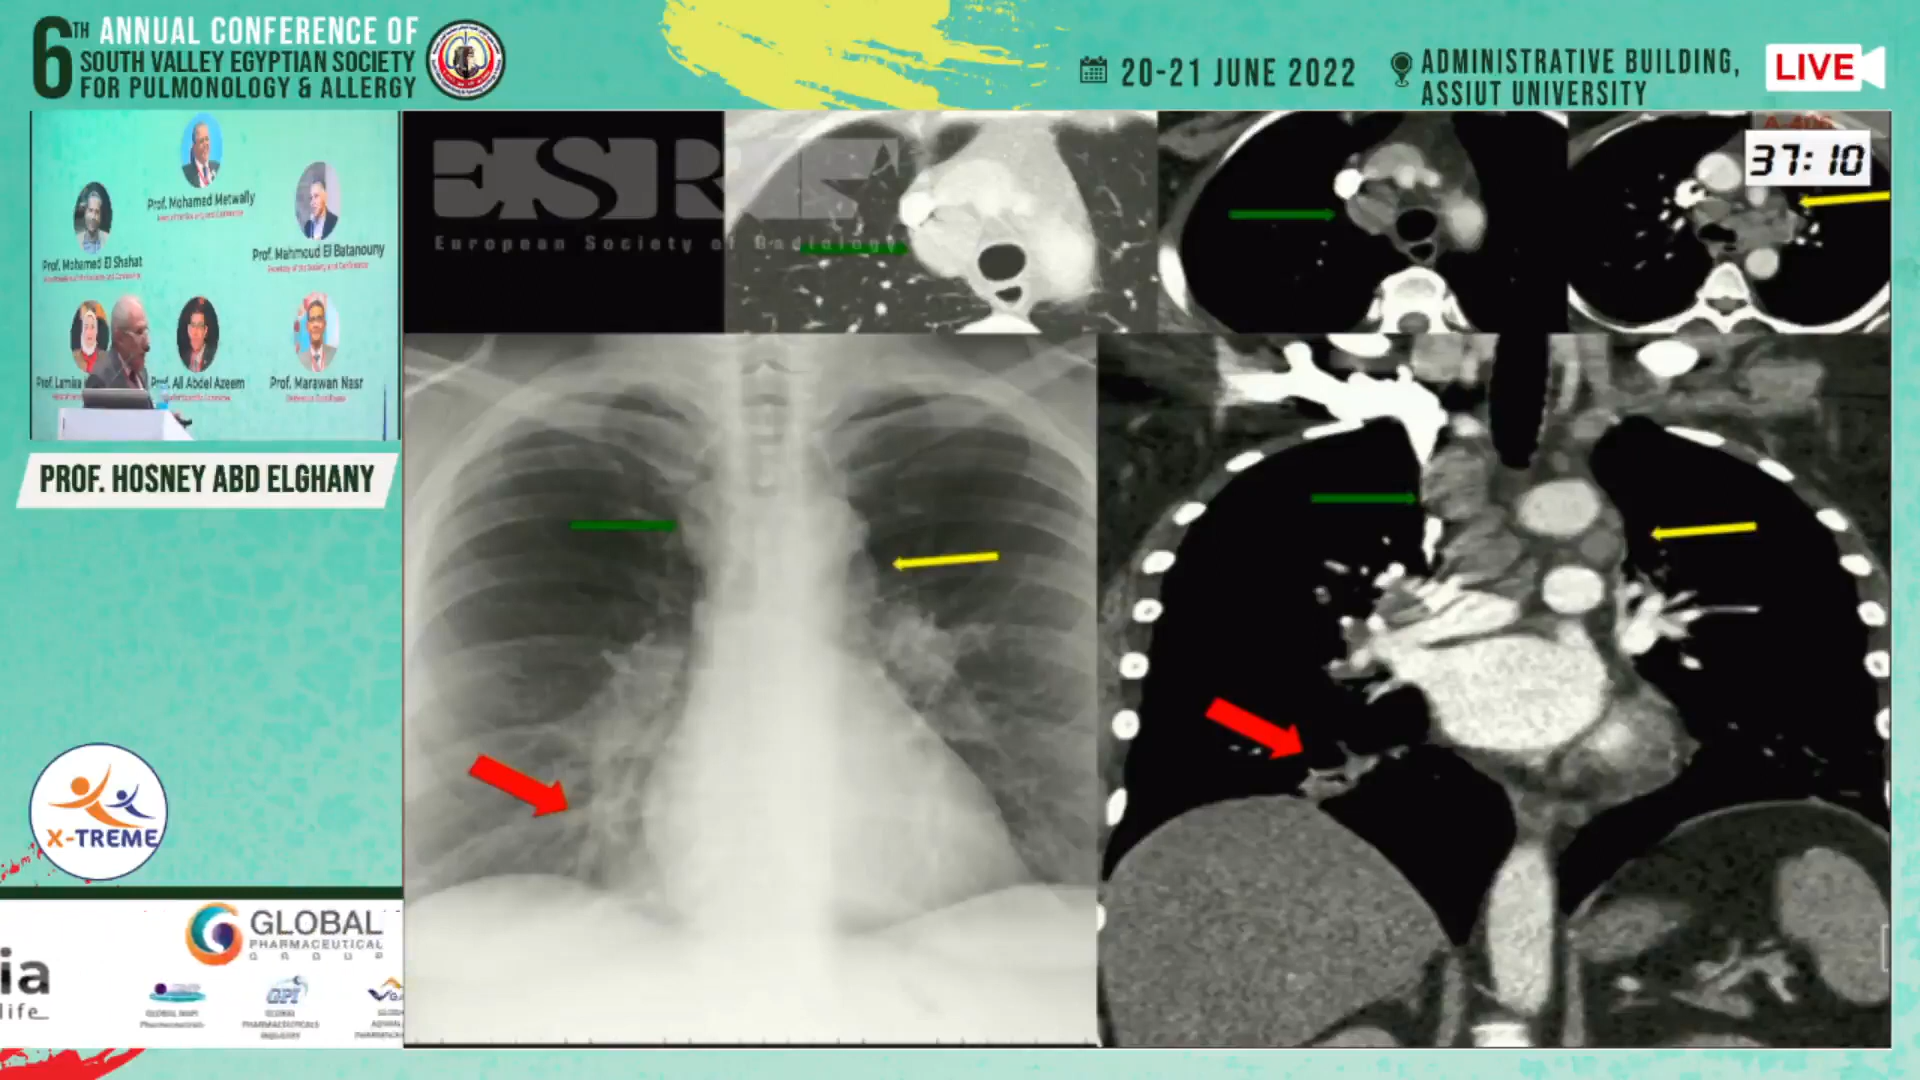 6TH ANNUAL CONFERENCE OF
SOUTH VALLEY EGYPTIAN SOCIETY
FOR PULMONOLOGY & ALLERGY
20-21 JUNE 2022
ADMINISTRATIVE BUILDING,
ASSIUT UNIVERSITY
LIVE
Prof. Mohamed Metwally
Prof. Mohamed El Shahat
Prof. Mahmoud El Batanouny
Prof. Lamiaa
Prof. Ali Abdel Azeem
Prof. Marawan Nasr
PROF. HOSNEY ABD ELGHANY
ESR
European Society of Radiology
37:10
X-TREME
GLOBAL
PHARMACEUTICAL
GROUP
ia
life
GPI